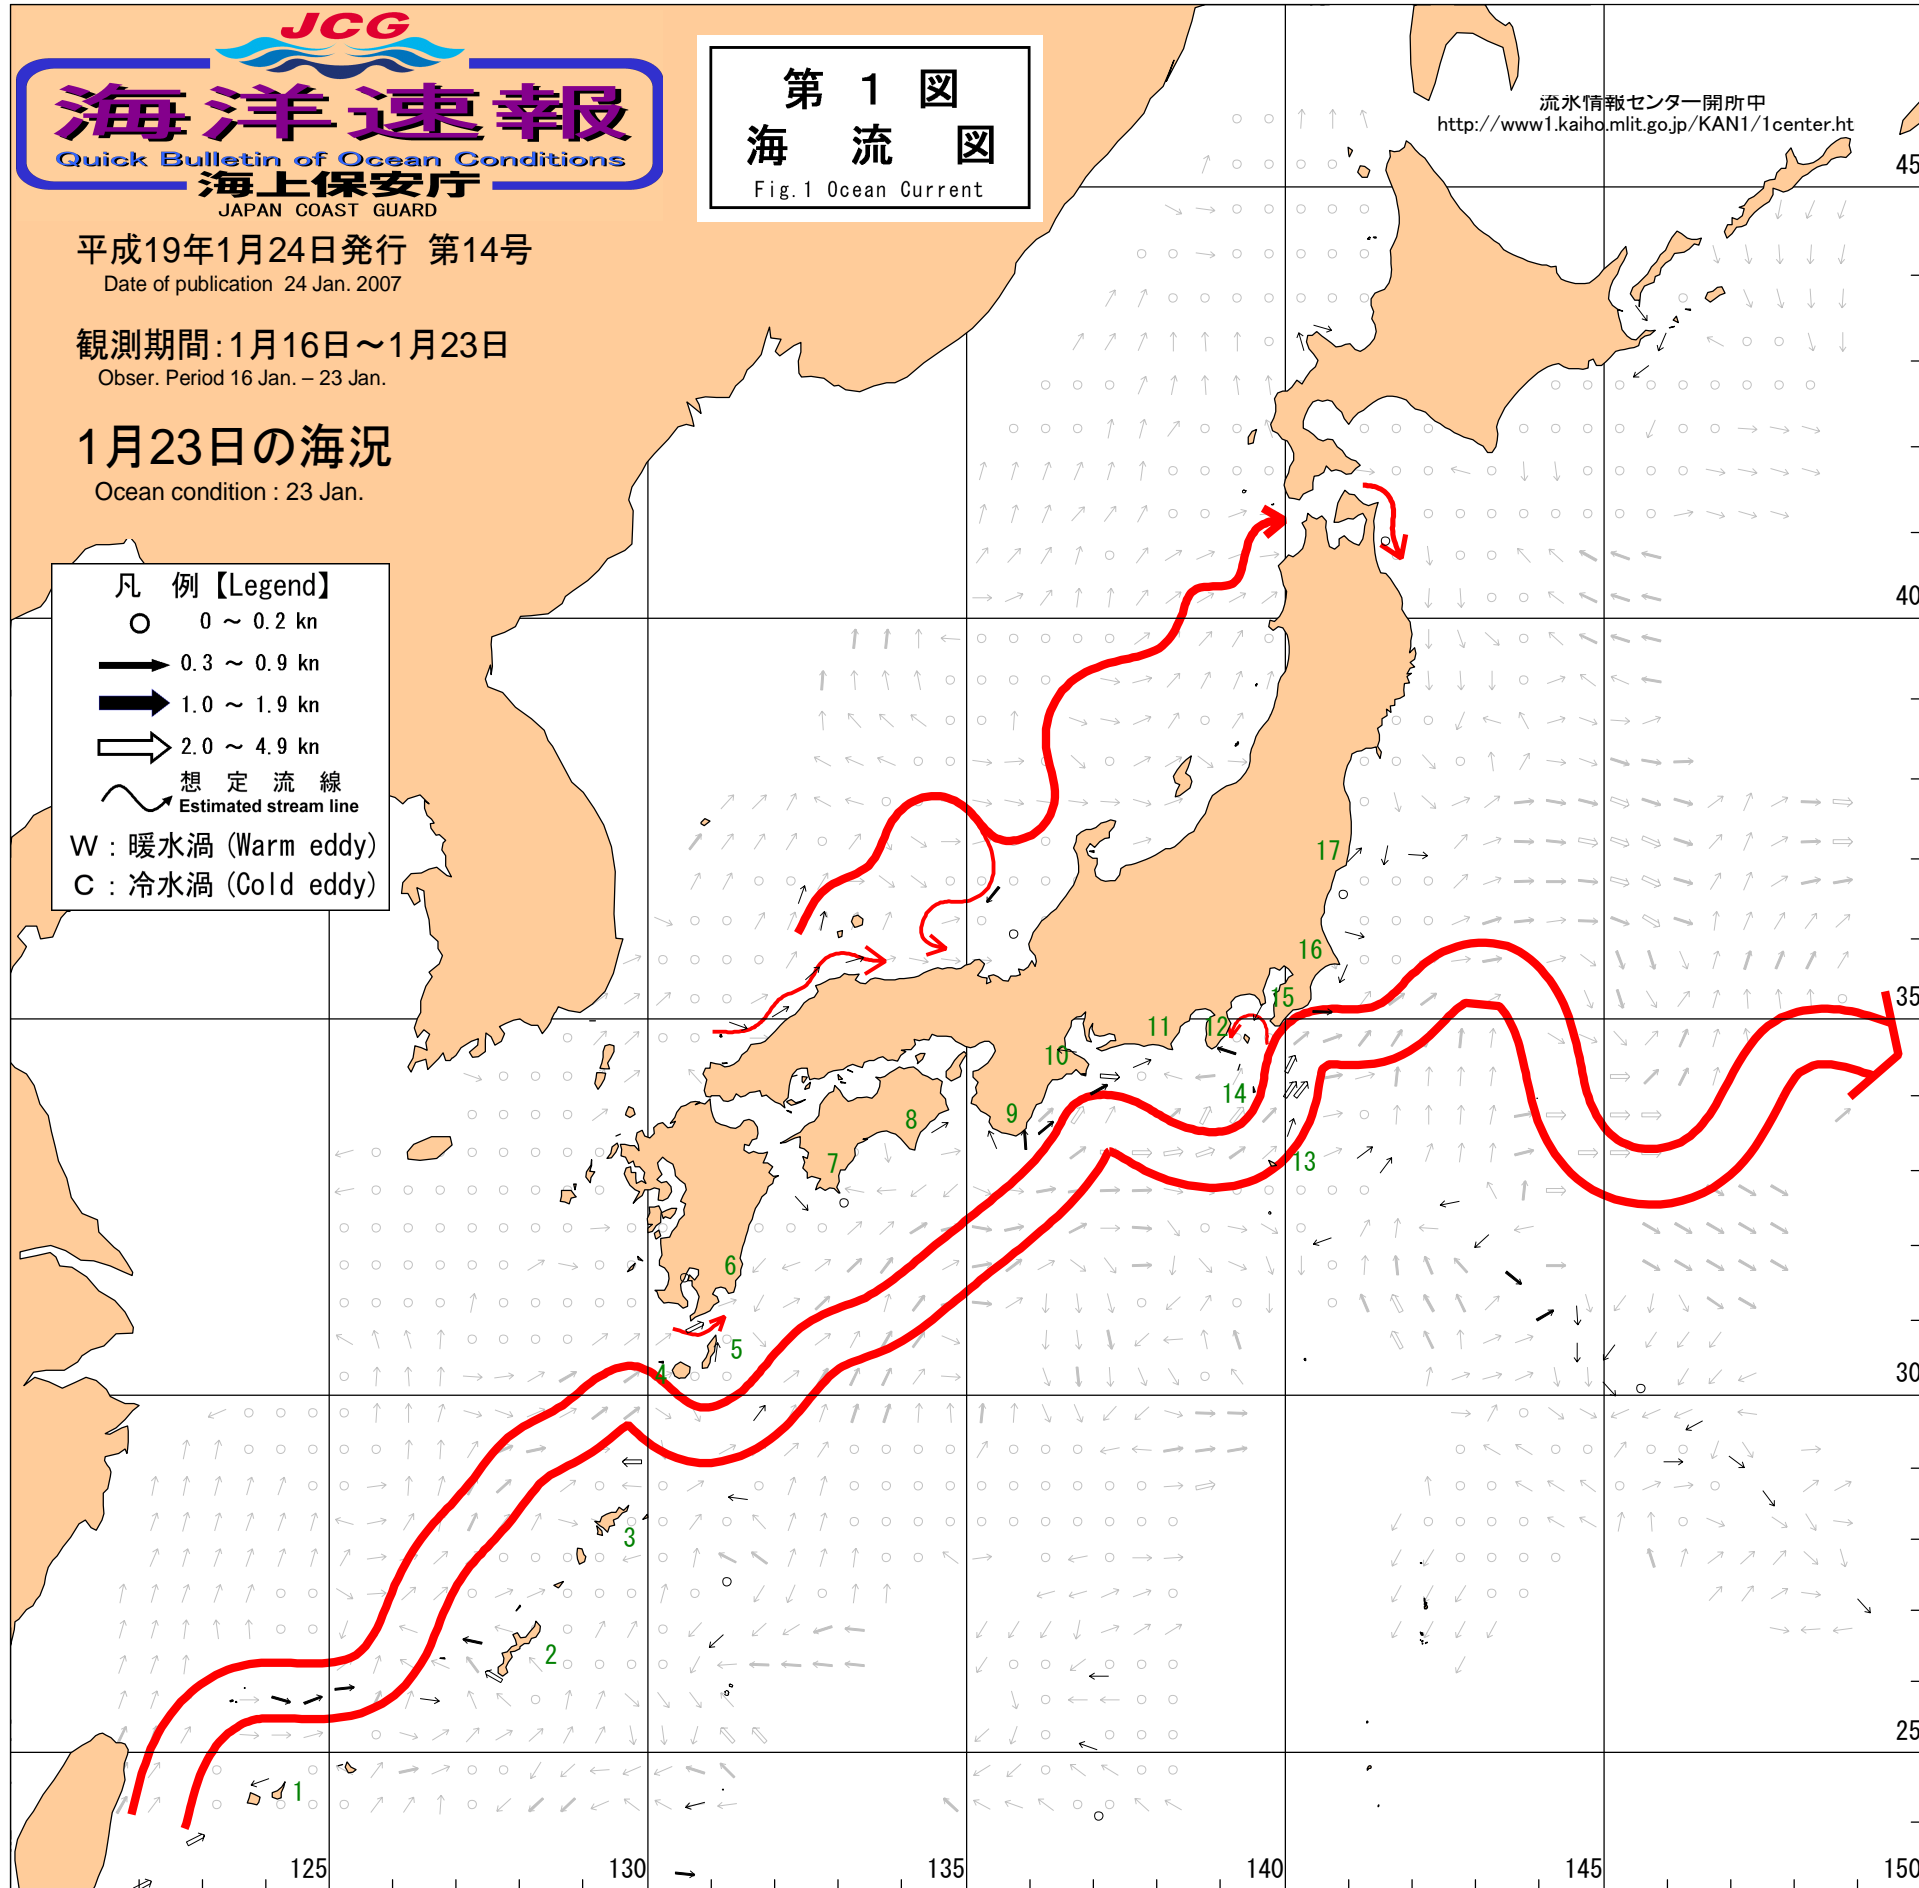 JCG
海洋速報
Quick Bulletin of Ocean Conditions
海上保安庁
JAPAN COAST GUARD
平成19年1月24日発行 第14号
Date of publication 24 Jan. 2007
観測期間:1月16日～1月23日
Obser. Period 16 Jan. – 23 Jan.
1月23日の海況
Ocean condition : 23 Jan.
第 1 図
海 流 図
Fig.1 Ocean Current
流氷情報センター開所中
http://www1.kaiho.mlit.go.jp/KAN1/1center.ht
凡 例【Legend】
0 ～ 0.2 kn
0.3 ～ 0.9 kn
1.0 ～ 1.9 kn
2.0 ～ 4.9 kn
想 定 流 線
Estimated stream line
W : 暖水渦 (Warm eddy)
C : 冷水渦 (Cold eddy)
45
40
35
30
25
17
16
15
12
11
10
14
9
8
13
7
6
5
4
3
2
1
125
130
135
140
145
150